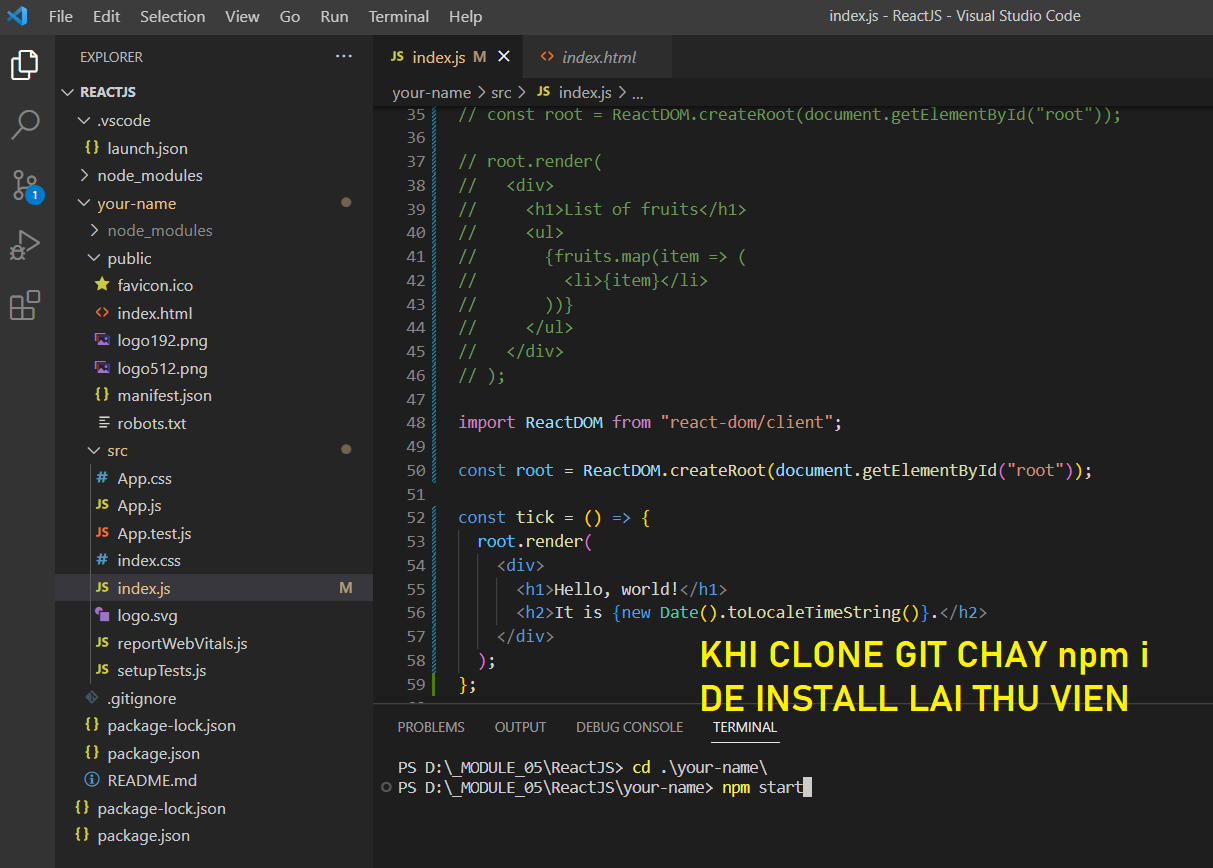 File Edit Selection View Go Run Terminal Help
index.js - ReactJS - Visual Studio Code
EXPLORER
REACTJS
.vscode
{} launch.json
node_modules
your-name
node_modules
public
favicon.ico
<> index.html
logo192.png
logo512.png
{} manifest.json
robots.txt
src
# App.css
JS App.js
JS App.test.js
# index.css
JS index.js M
logo.svg
JS reportWebVitals.js
JS setupTests.js
.gitignore
{} package-lock.json
{} package.json
README.md
{} package-lock.json
{} package.json
1
JS index.js M
<> index.html
your-name > src > JS index.js > ...
35 // const root = ReactDOM.createRoot(document.getElementById("root"));
36
37 // root.render(
38 //   <div>
39 //     <h1>List of fruits</h1>
40 //     <ul>
41 //       {fruits.map(item => (
42 //         <li>{item}</li>
43 //       ))}
44 //     </ul>
45 //   </div>
46 // );
47
48 import ReactDOM from "react-dom/client";
49
50 const root = ReactDOM.createRoot(document.getElementById("root"));
51
52 const tick = () => {
53   root.render(
54     <div>
55       <h1>Hello, world!</h1>
56       <h2>It is {new Date().toLocaleTimeString()}.</h2>
57     </div>
58   );
59 };
KHI CLONE GIT CHAY npm i
DE INSTALL LAI THU VIEN
PROBLEMS OUTPUT DEBUG CONSOLE TERMINAL
PS D:\_MODULE_05\ReactJS> cd .\your-name\
PS D:\_MODULE_05\ReactJS\your-name> npm start